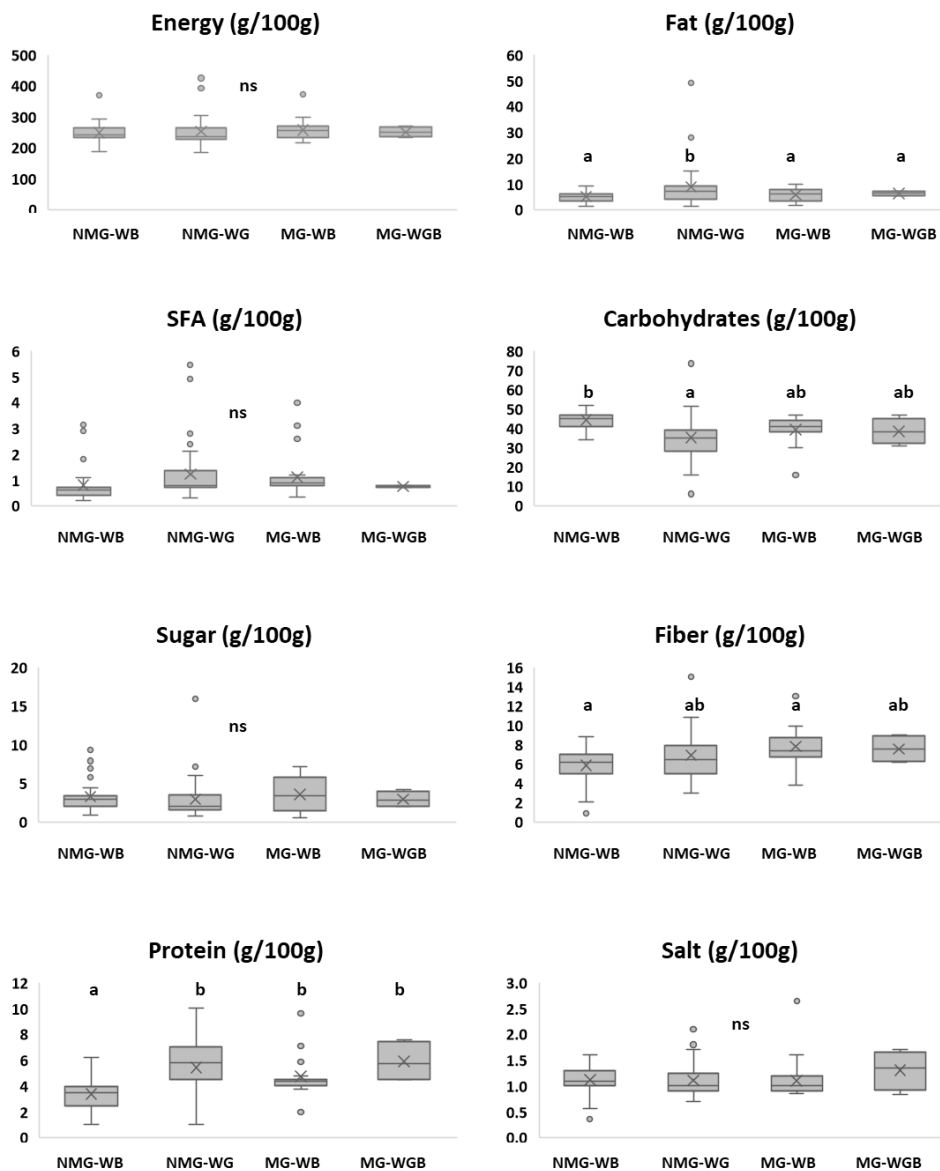 Energy (g/100g)
500
400
300
200
100
0
ns
NMG-WB NMG-WG MG-WB MG-WGB
Fat (g/100g)
60
50
40
30
20
10
0
a b a a
NMG-WB NMG-WG MG-WB MG-WGB
SFA (g/100g)
6
5
4
3
2
1
0
ns
NMG-WB NMG-WG MG-WB MG-WGB
Carbohydrates (g/100g)
80
70
60
50
40
30
20
10
0
b a ab ab
NMG-WB NMG-WG MG-WB MG-WGB
Sugar (g/100g)
20
15
10
5
0
ns
NMG-WB NMG-WG MG-WB MG-WGB
Fiber (g/100g)
16
14
12
10
8
6
4
2
0
a ab a ab
NMG-WB NMG-WG MG-WB MG-WGB
Protein (g/100g)
12
10
8
6
4
2
0
a b b b
NMG-WB NMG-WG MG-WB MG-WGB
Salt (g/100g)
3.0
2.5
2.0
1.5
1.0
0.5
0.0
ns
NMG-WB NMG-WG MG-WB MG-WGB